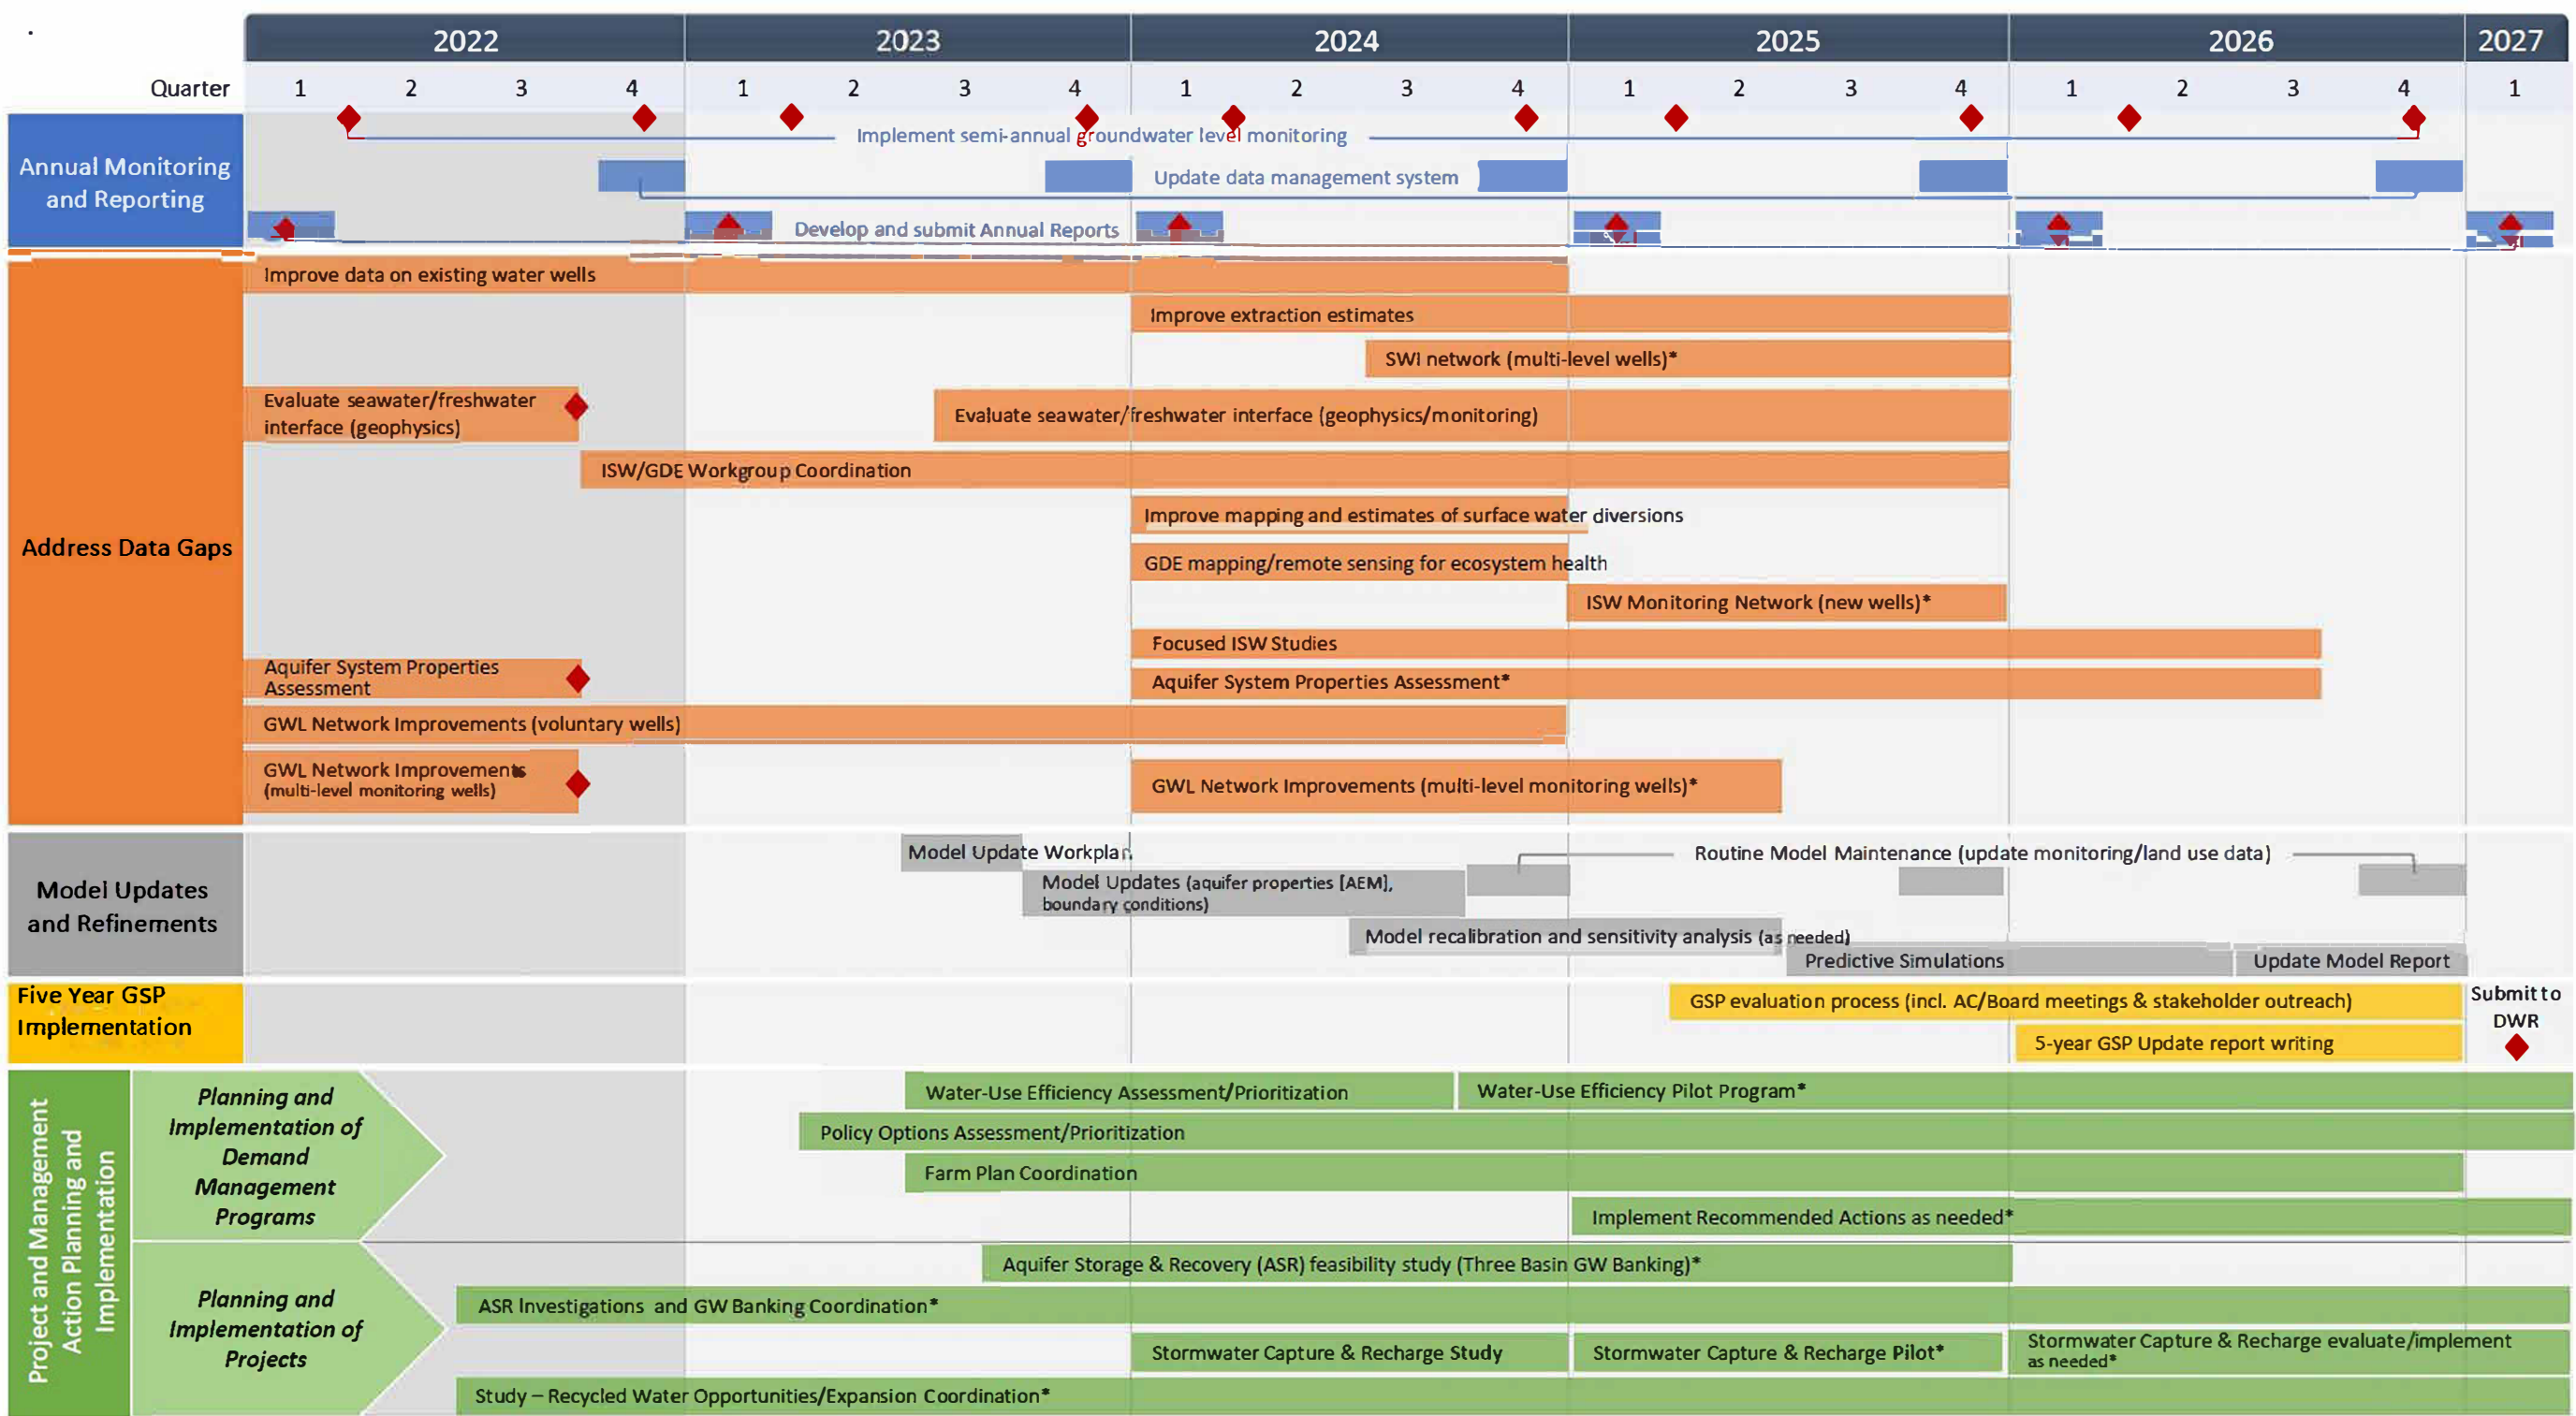 2022 2023 2024 2025 2026 2027
Quarter 1 2 3 4 1 2 3 4 1 2 3 4 1 2 3 4 1 2 3 4 1
Annual Monitoring
and Reporting
Implement semi-annual groundwater level monitoring
Update data management system
Develop and submit Annual Reports
Address Data Gaps
Improve data on existing water wells
Improve extraction estimates
SWI network (multi-level wells)*
Evaluate seawater/freshwater
interface (geophysics)
Evaluate seawater/freshwater interface (geophysics/monitoring)
ISW/GDE Workgroup Coordination
Improve mapping and estimates of surface water diversions
GDE mapping/remote sensing for ecosystem health
ISW Monitoring Network (new wells)*
Focused ISW Studies
Aquifer System Properties
Assessment
Aquifer System Properties Assessment*
GWL Network Improvements (voluntary wells)
GWL Network Improvements
(multi-level monitoring wells)
GWL Network Improvements (multi-level monitoring wells)*
Model Updates
and Refinements
Model Update Workplan
Routine Model Maintenance (update monitoring/land use data)
Model Updates (aquifer properties [AEM],
boundary conditions)
Model recalibration and sensitivity analysis (as needed)
Predictive Simulations
Update Model Report
Five Year GSP
Implementation
GSP evaluation process (incl. AC/Board meetings & stakeholder outreach)
5-year GSP Update report writing
Submit to
DWR
Project and Management
Action Planning and
Implementation
Planning and
Implementation of
Demand
Management
Programs
Water-Use Efficiency Assessment/Prioritization
Water-Use Efficiency Pilot Program*
Policy Options Assessment/Prioritization
Farm Plan Coordination
Implement Recommended Actions as needed*
Planning and
Implementation of
Projects
Aquifer Storage & Recovery (ASR) feasibility study (Three Basin GW Banking)*
ASR Investigations and GW Banking Coordination*
Stormwater Capture & Recharge Study
Stormwater Capture & Recharge Pilot*
Stormwater Capture & Recharge evaluate/implement
as needed*
Study – Recycled Water Opportunities/Expansion Coordination*